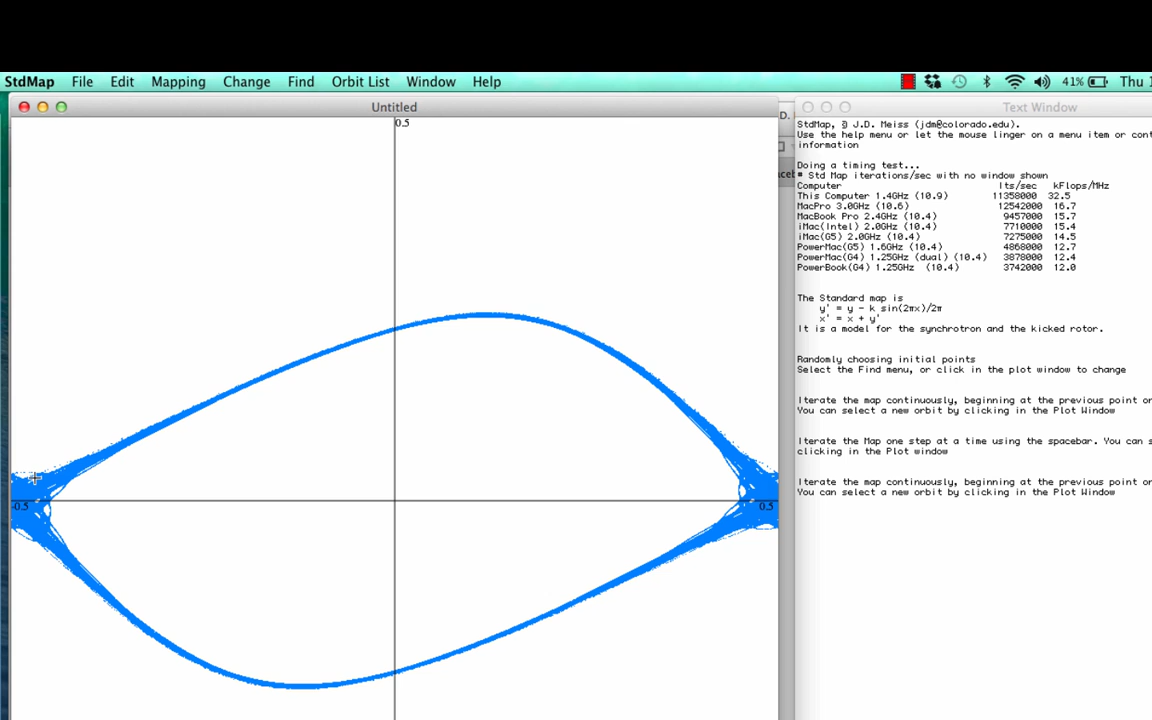 StdMap File Edit Mapping Change Find Orbit List Window Help 41% Thu
Untitled
Text Window
0.5
-0.5
0.5
StdMap, J.D. Meiss (jdm@colorado.edu).
Use the help menu or let the mouse linger on a menu item or cont
information
Doing a timing test...
# Std Map iterations/sec with no window shown
Computer Its/sec kFlops/MHz
This Computer 1.4GHz (10.9) 11358000 32.5
MacPro 3.0GHz (10.6) 12542000 16.7
MacBook Pro 2.4GHz (10.4) 9457000 15.7
iMac(Intel) 2.0GHz (10.4) 7710000 15.4
iMac(G5) 2.0GHz (10.4) 7275000 14.5
PowerMac(G5) 1.6GHz (10.4) 4868000 12.7
PowerMac(G4) 1.25GHz (dual) (10.4) 3878000 12.4
PowerBook(G4) 1.25GHz (10.4) 3742000 12.0
The Standard map is
y' = y - k sin(2πx)/2π
x' = x + y'
It is a model for the synchrotron and the kicked rotor.
Randomly choosing initial points
Select the Find menu, or click in the plot window to change
Iterate the map continuously, beginning at the previous point or
You can select a new orbit by clicking in the Plot Window
Iterate the Map one step at a time using the spacebar. You can s
clicking in the Plot window
Iterate the map continuously, beginning at the previous point or
You can select a new orbit by clicking in the Plot Window